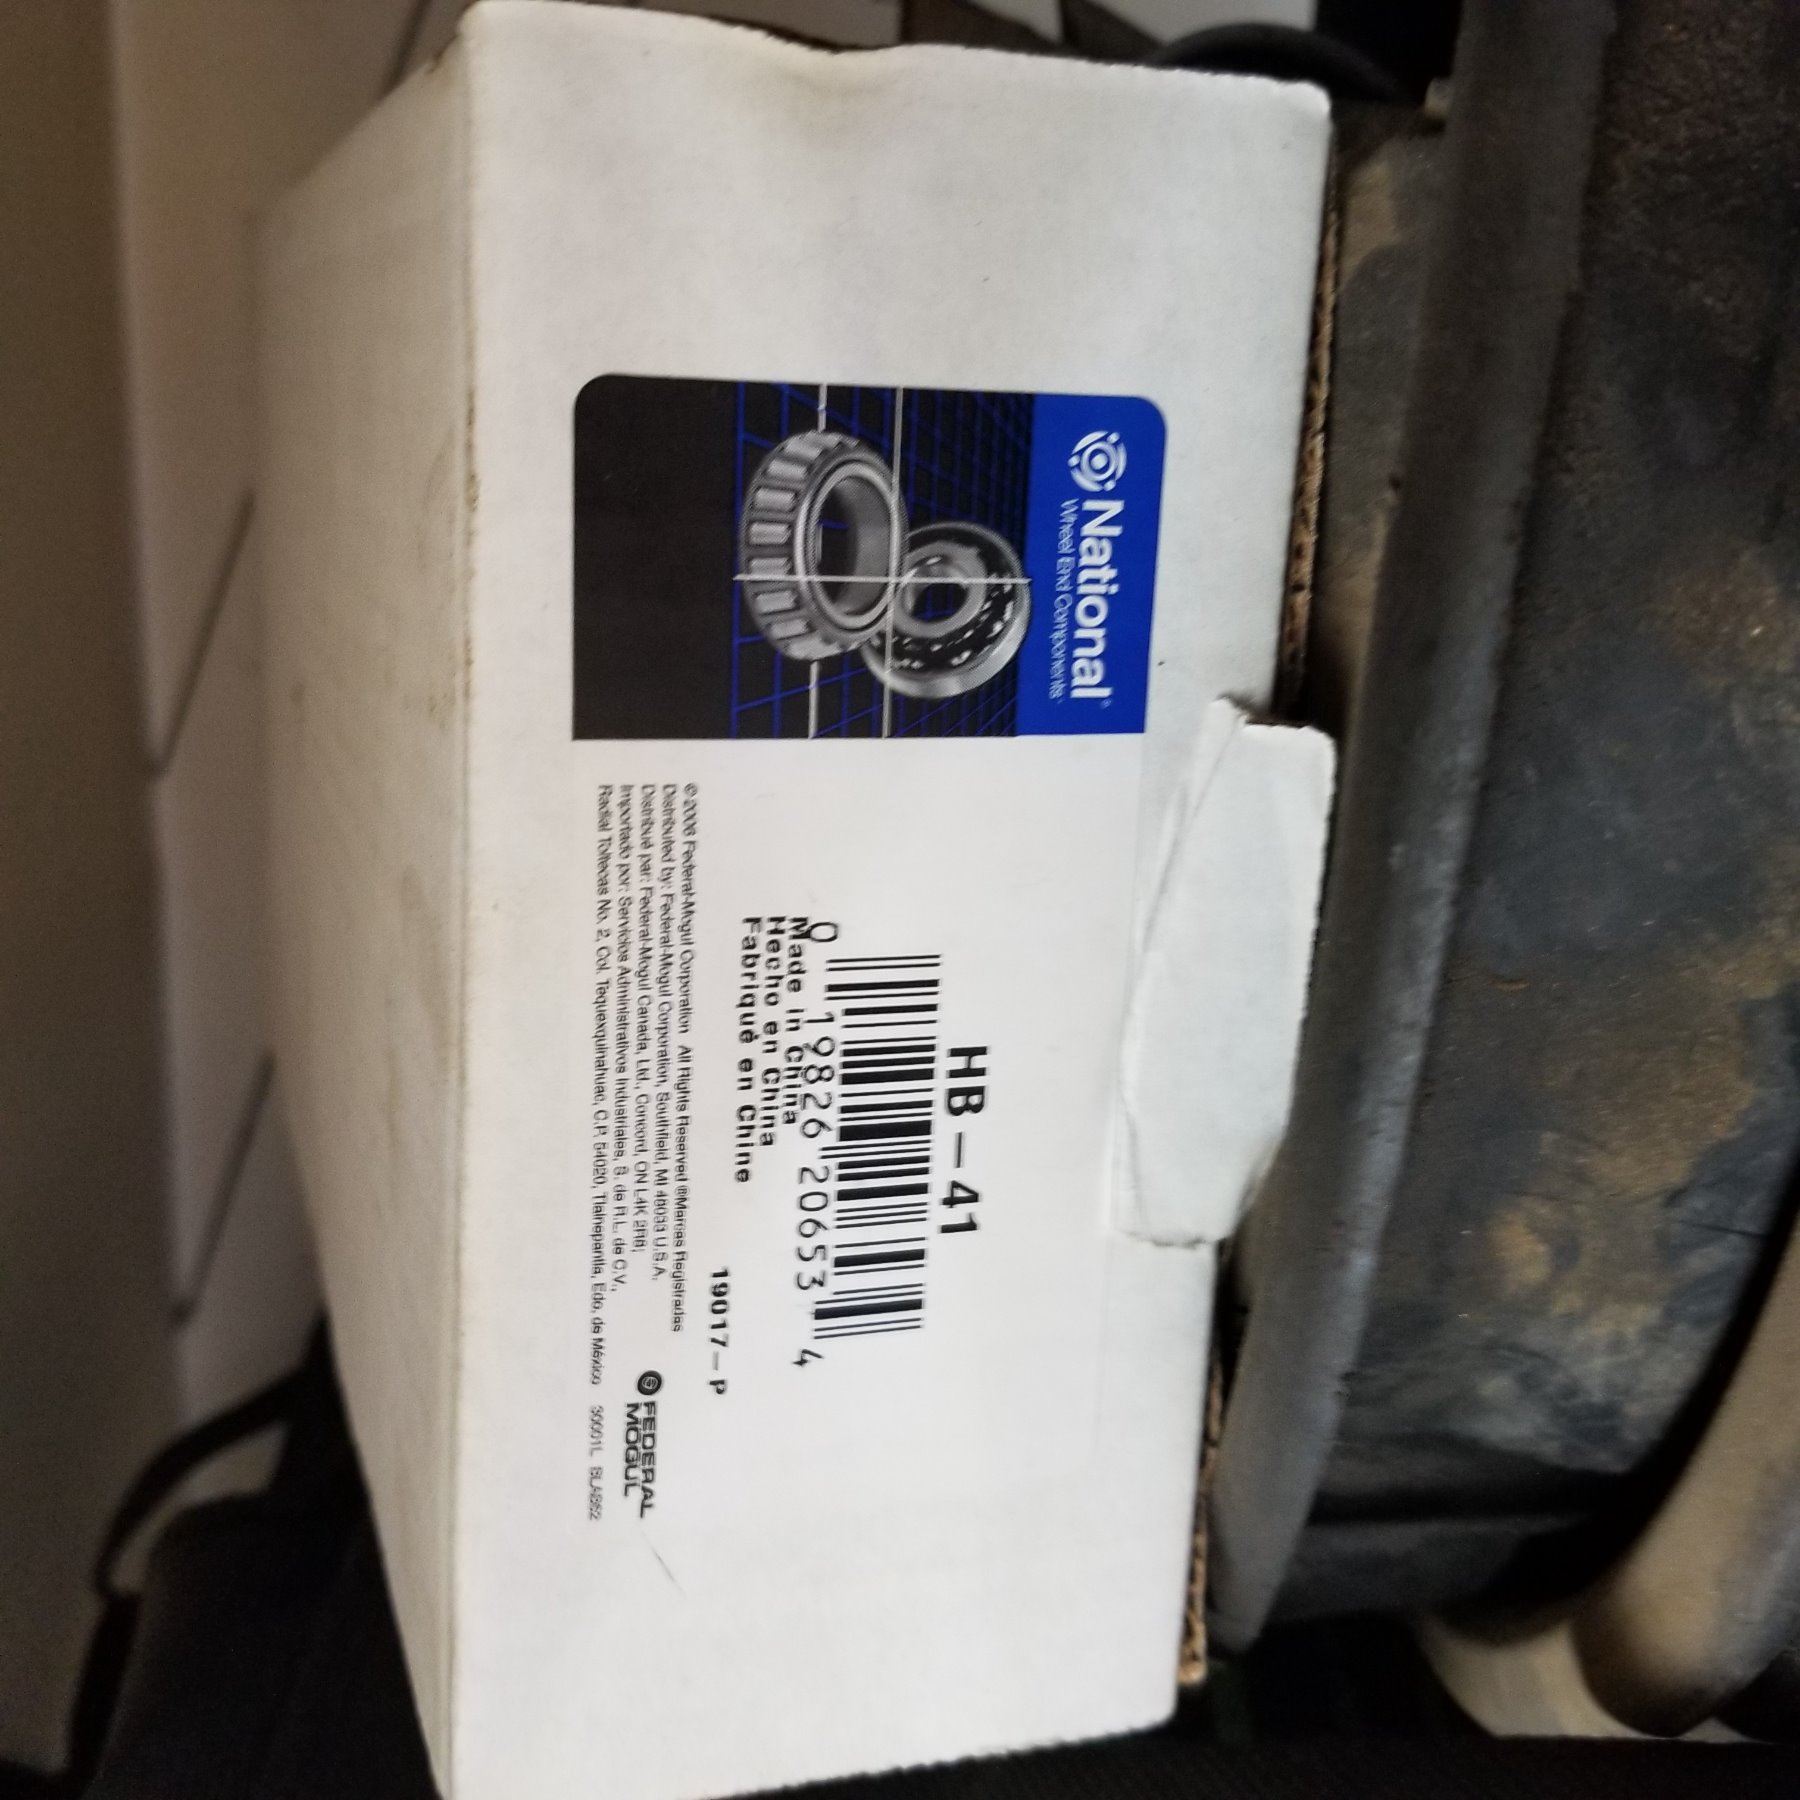 National®
Wheel End Components
HB-41
0 19826 20653 4
Made in China
Hecho en China
Fabriqué en Chine
19017-P
©2006 Federal-Mogul Corporation All Rights Reserved ®Marcas Registradas
Distributed by: Federal-Mogul Corporation, Southfield, MI 48033 U.S.A.
Distribué par: Federal-Mogul Canada, Ltd., Concord, ON L4K 2R8;
Importado por: Servicios Administrativos Industriales, S. de R.L. de C.V.,
Radial Toltecas No. 2, Col. Tequexquinahuac, C.P. 54020, Tlalnepantla, Edo. de México
FEDERAL
MOGUL